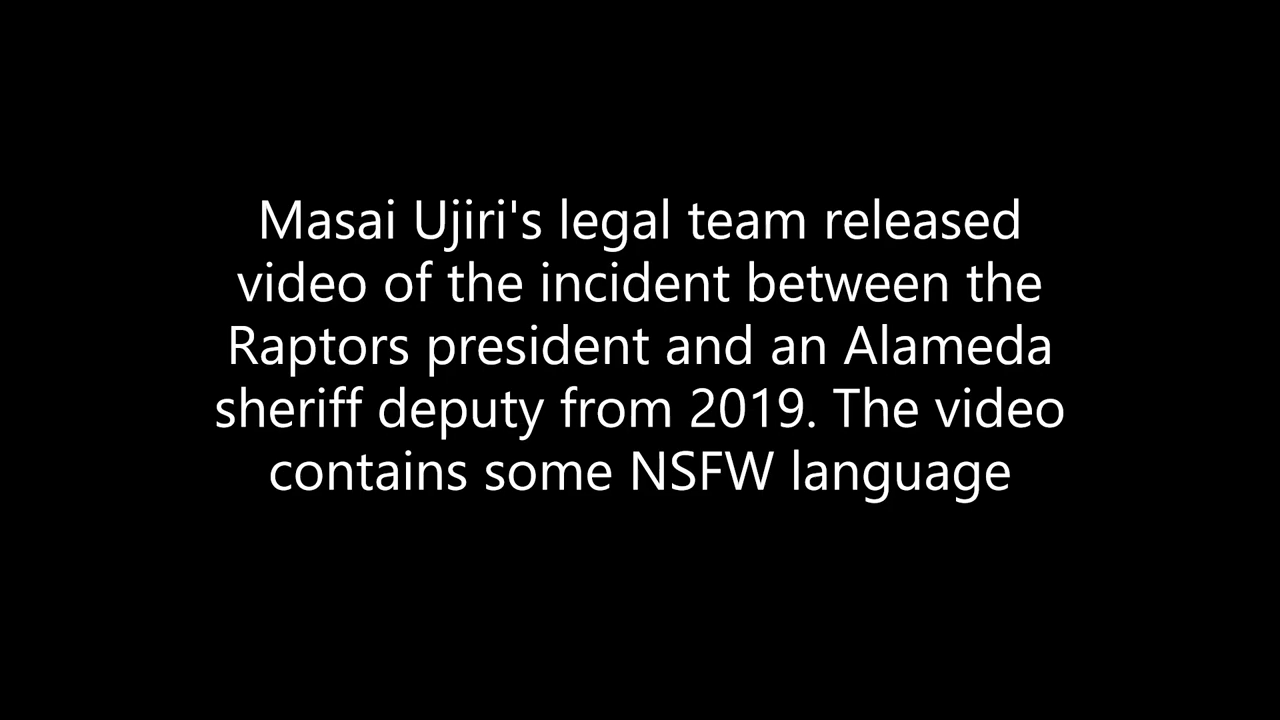 Masai Ujiri's legal team released
video of the incident between the
Raptors president and an Alameda
sheriff deputy from 2019. The video
contains some NSFW language